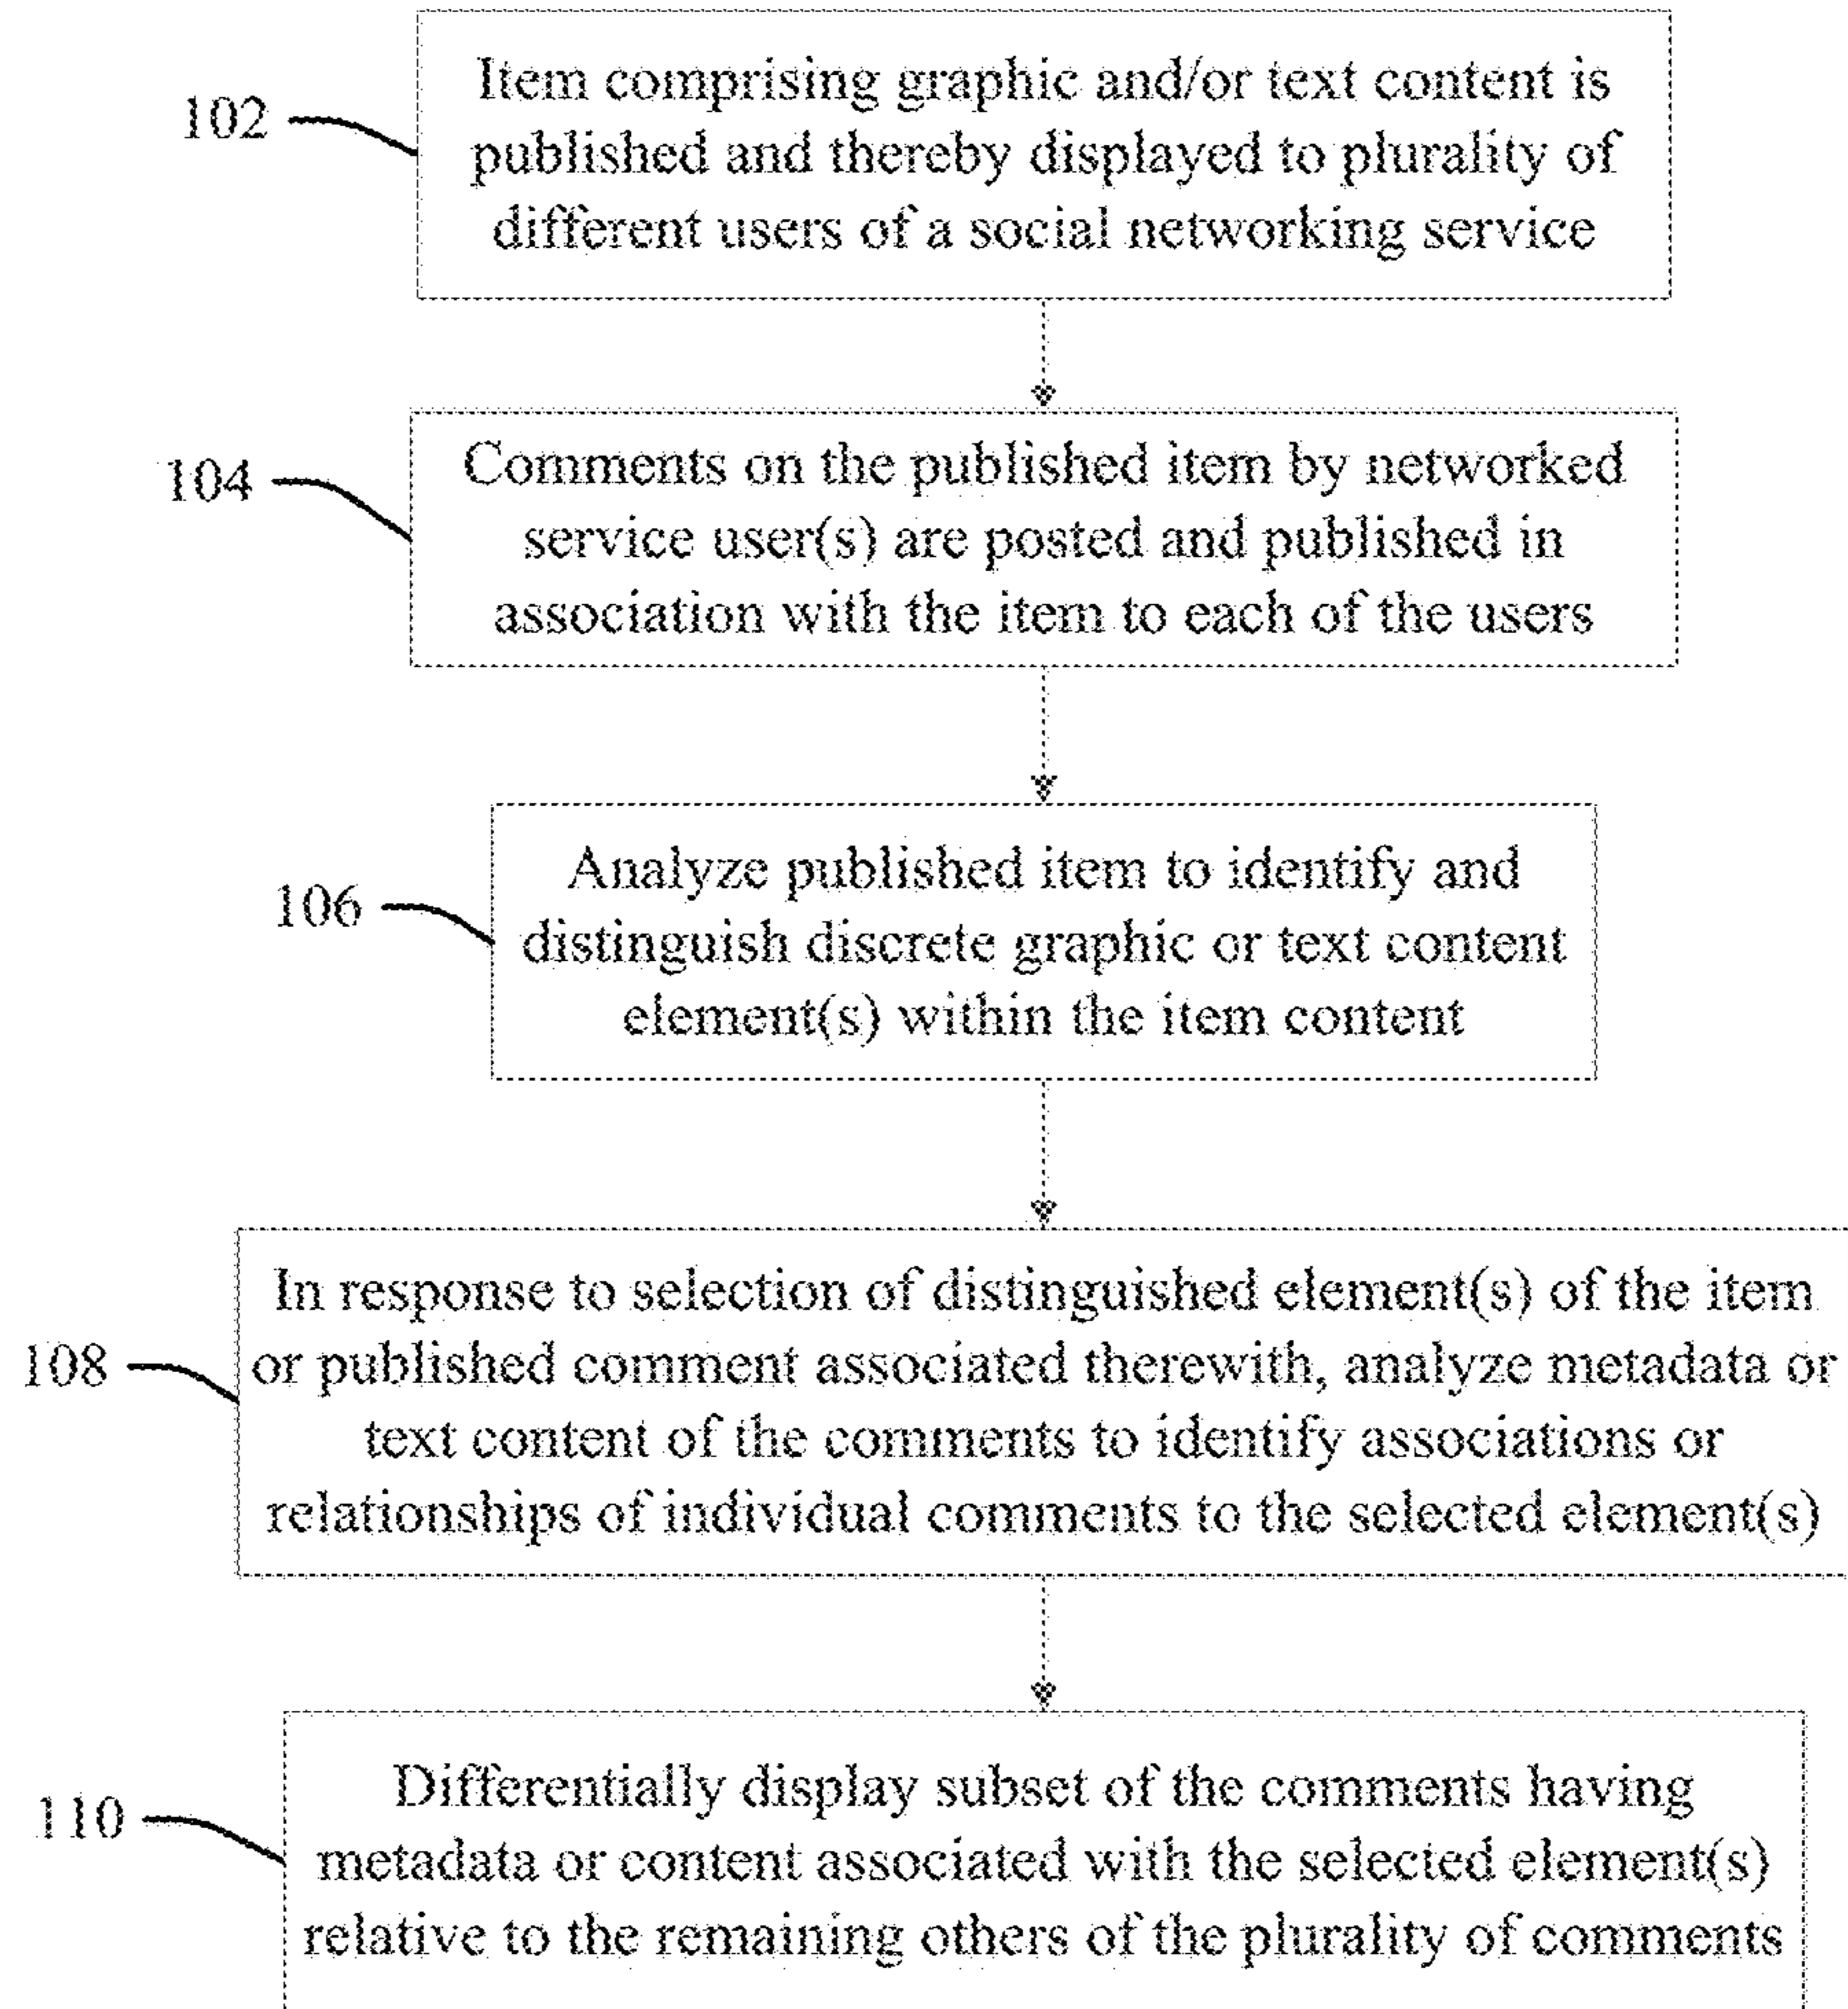 Item comprising graphic and/or text content is
102
published and thereby displayed to plurality of
different users of a social networking service
Comments on the published item by networked
104
service user(s) are posted and published in
association with the item to each of the users
Analyze published item to identify and
106
distinguish discrete graphic or text content
element(s) within the item content
In response to selection of distinguished element(s) of the item
108
or published comment associated therewith, analyze metadata or
text content of the comments to identify associations or
relationships of individual comments to the selected element(s)
Differentially display subset of the comments having
110
metadata or content associated with the selected element(s)
relative to the remaining others of the plurality of comments